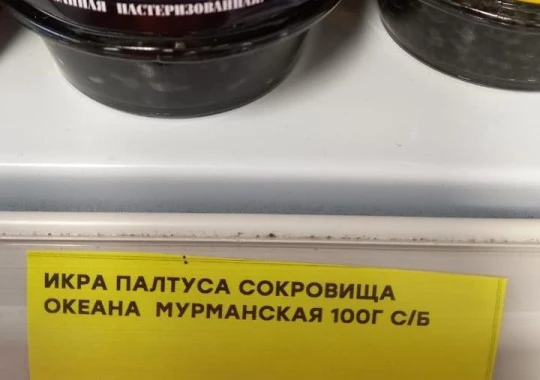 ПАСТЕРИЗОВАННАЯ
ИКРА ПАЛТУСА СОКРОВИЩА
ОКЕАНА МУРМАНСКАЯ 100Г С/Б